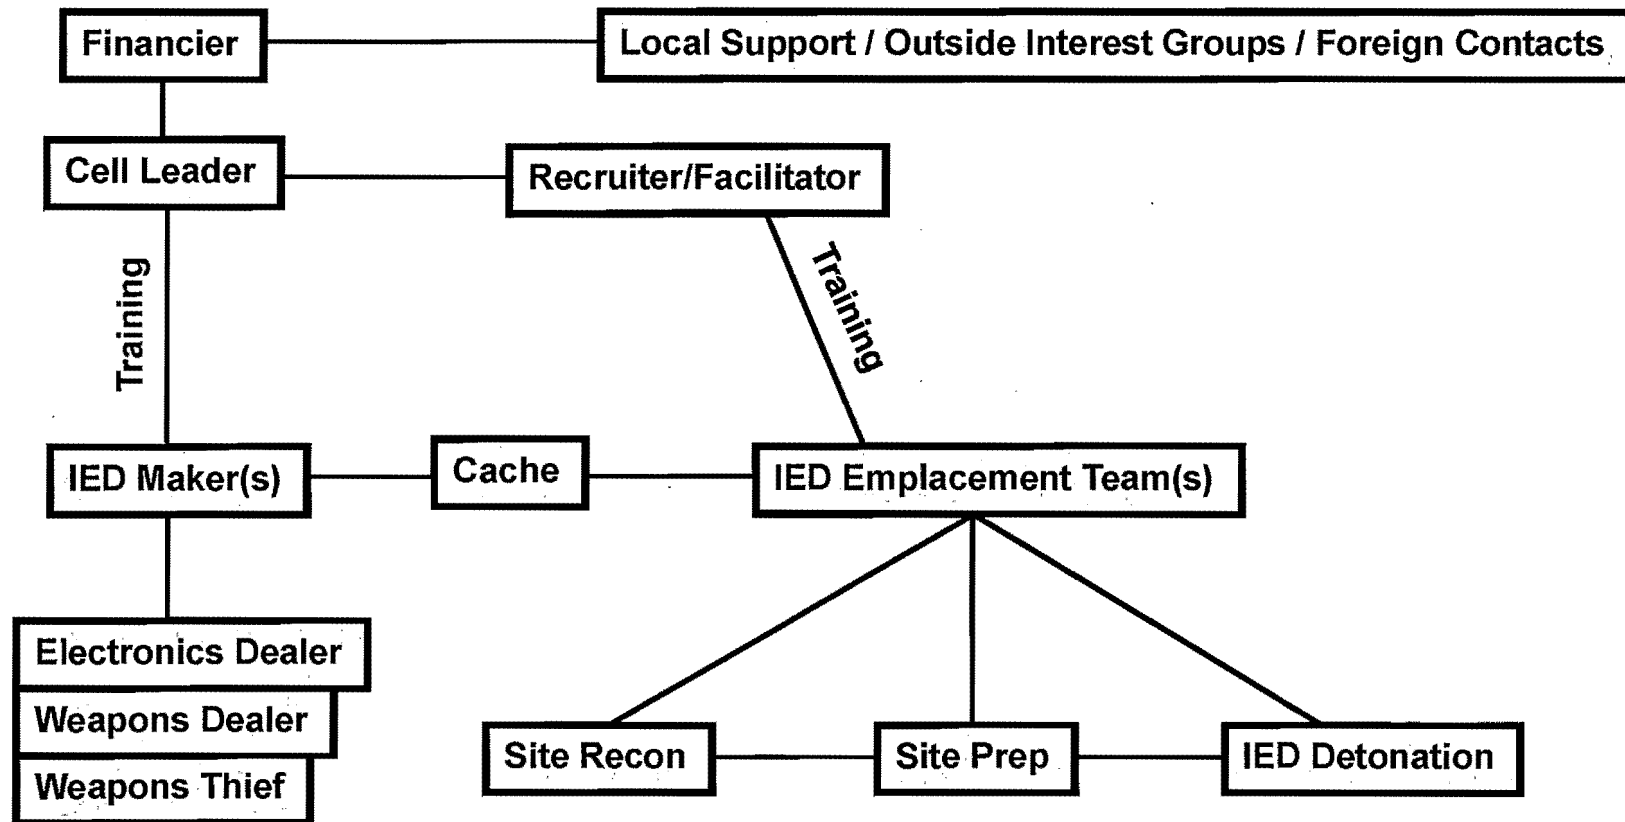 Financier
Local Support / Outside Interest Groups / Foreign Contacts
Cell Leader
Recruiter/Facilitator
Training
Training
IED Maker(s)
Cache
IED Emplacement Team(s)
Electronics Dealer
Weapons Dealer
Weapons Thief
Site Recon
Site Prep
IED Detonation